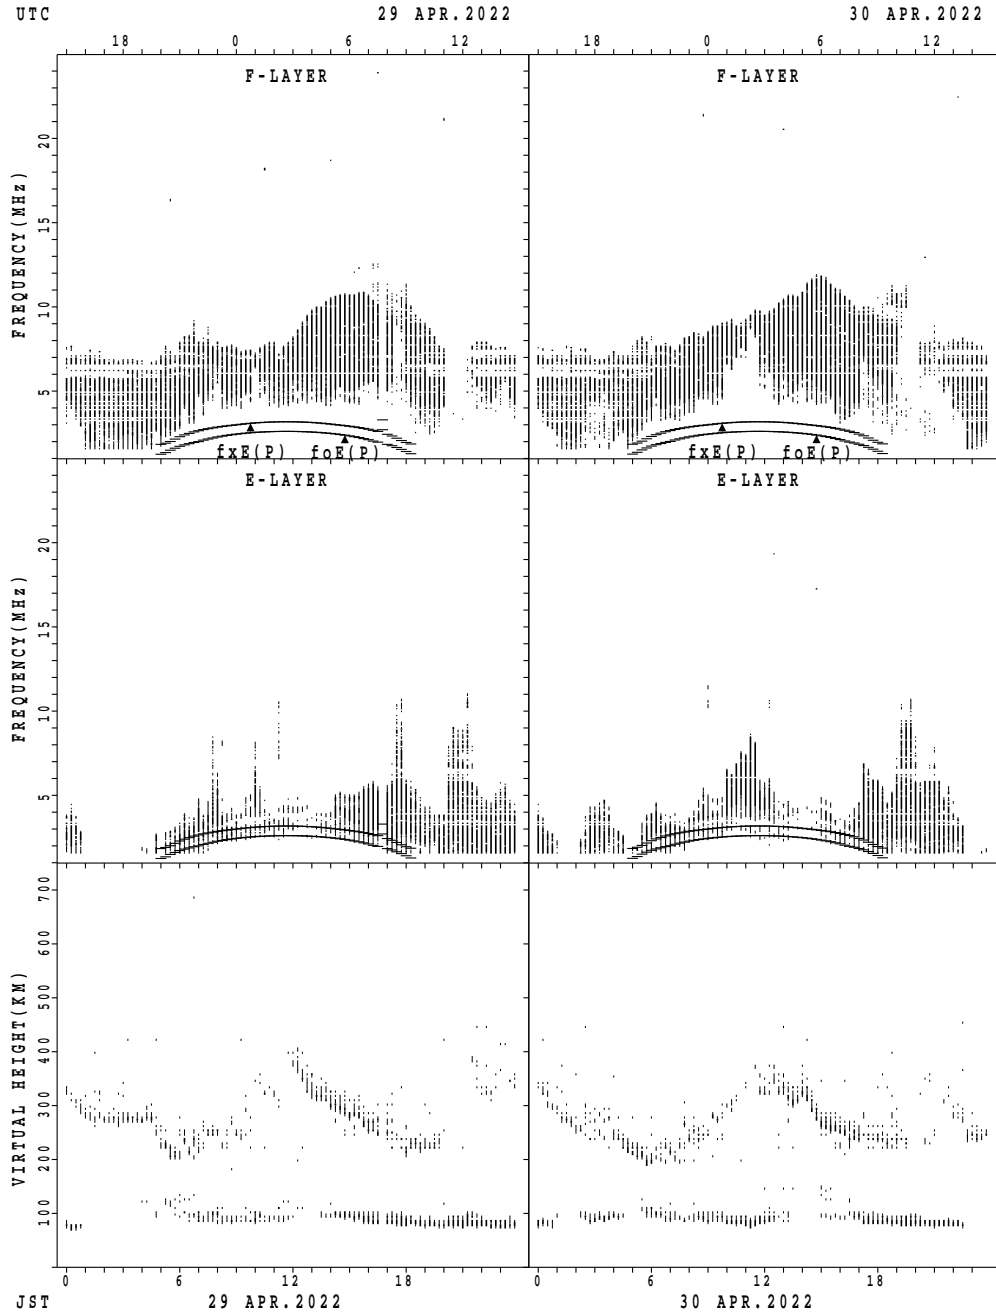 UTC 29 APR.2022 30 APR.2022
18 0 6 12 18 0 6 12
F-LAYER F-LAYER
FREQUENCY(MHz)
20
15
10
5
fxE(P) foE(P) fxE(P) foE(P)
E-LAYER E-LAYER
FREQUENCY(MHz)
20
15
10
5
VIRTUAL HEIGHT(KM)
700
600
500
400
300
200
100
0 6 12 18 0 6 12 18
JST 29 APR.2022 30 APR.2022